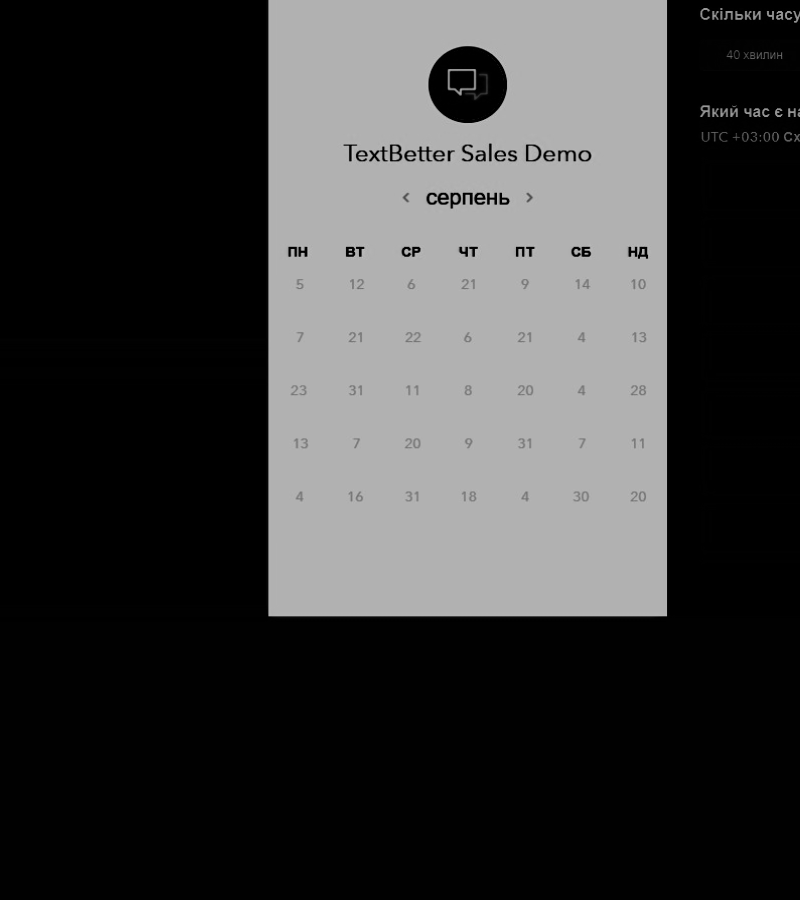 TextBetter Sales Demo
серпень
ПН ВТ СР ЧТ ПТ СБ НД
5 12 6 21 9 14 10
7 21 22 6 21 4 13
23 31 11 8 20 4 28
13 7 20 9 31 7 11
4 16 31 18 4 30 20
Скільки часу
40 хвилин
Який час є
UTC +03:00